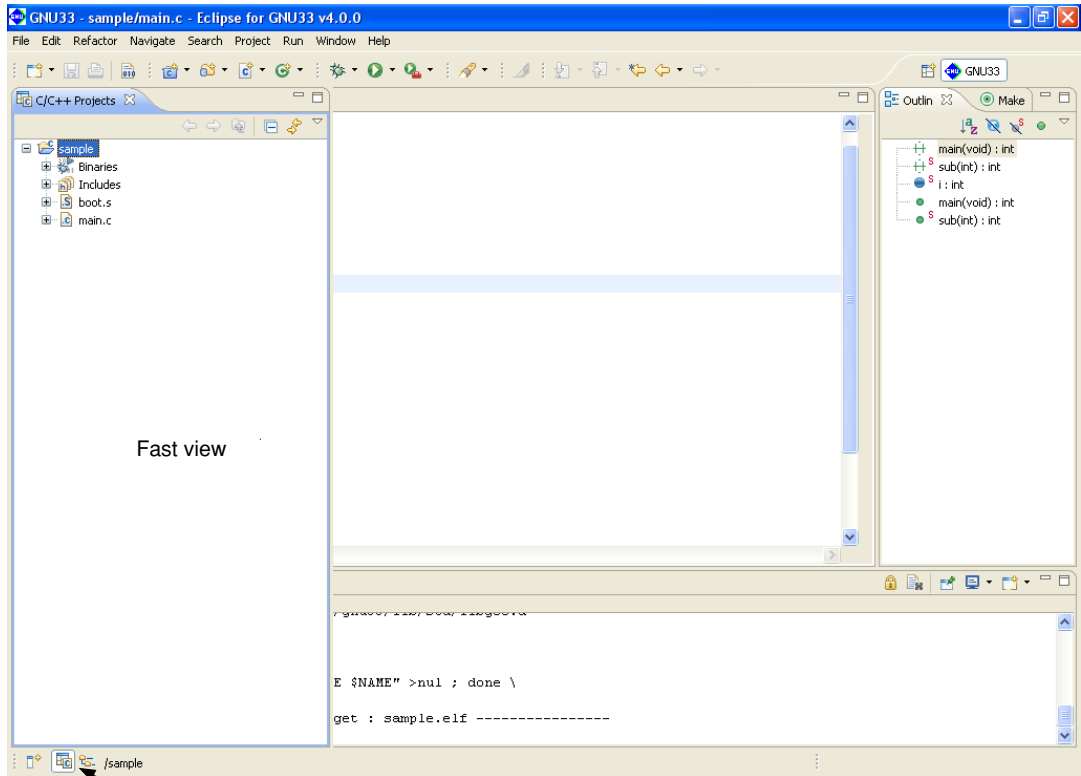 GNU33 - sample/main.c - Eclipse for GNU33 v4.0.0
File Edit Refactor Navigate Search Project Run Window Help
GNU33
C/C++ Projects
Outlin
Make
sample
Binaries
Includes
boot.s
main.c
main(void) : int
sub(int) : int
i : int
main(void) : int
sub(int) : int
Fast view
E $NAME" >nul ; done \
get : sample.elf ----------------
/sample